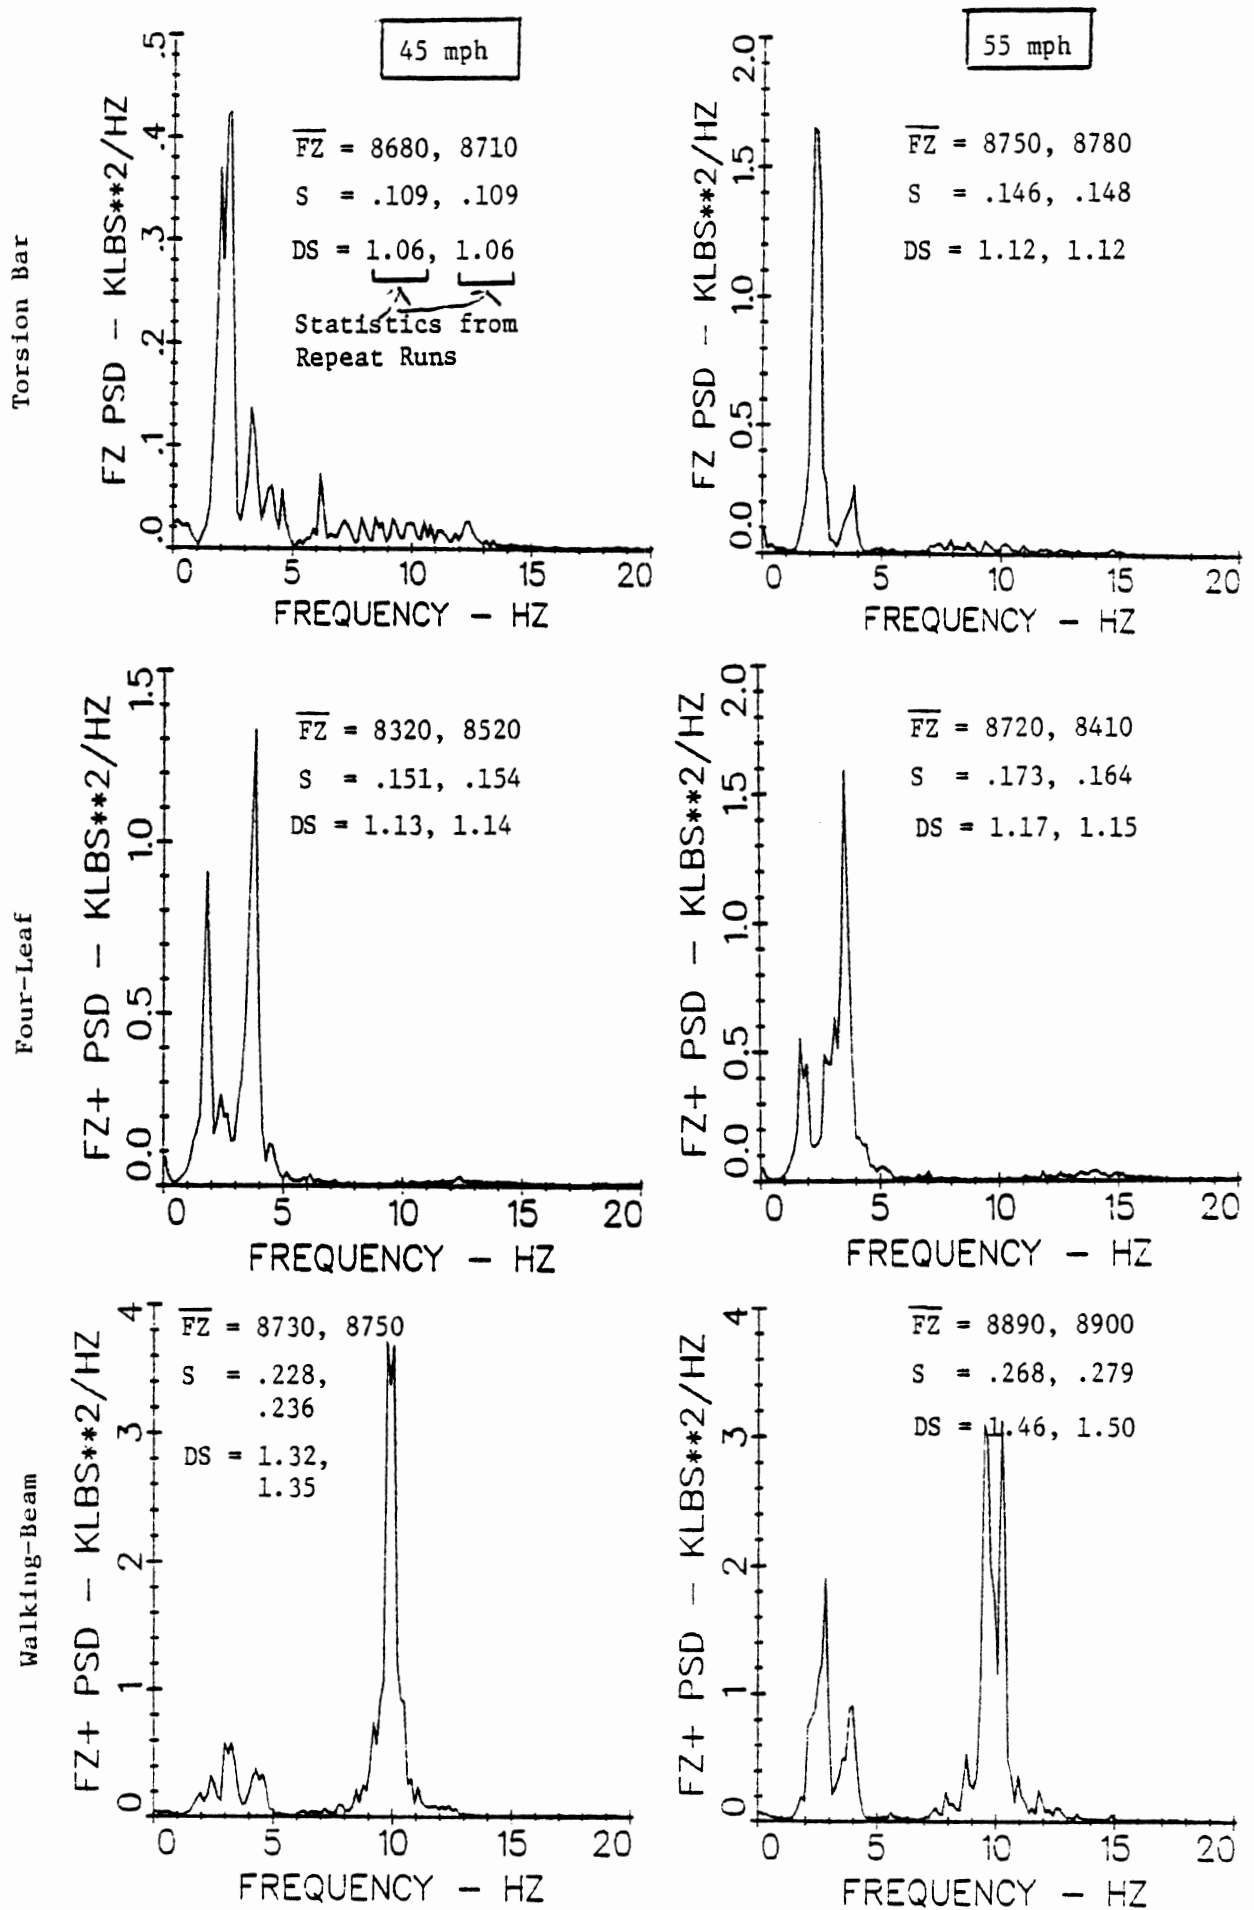 45 mph
55 mph
Torsion Bar
FZ PSD - KLBS**2/HZ
.5
.4
.3
.2
.1
.0
FZ = 8680, 8710
S = .109, .109
DS = 1.06, 1.06
Statistics from
Repeat Runs
0 5 10 15 20
FREQUENCY - HZ
FZ PSD - KLBS**2/HZ
2.0
1.5
1.0
0.5
0.0
FZ = 8750, 8780
S = .146, .148
DS = 1.12, 1.12
0 5 10 15 20
FREQUENCY - HZ
Four-Leaf
FZ+ PSD - KLBS**2/HZ
1.5
1.0
0.5
0.0
FZ = 8320, 8520
S = .151, .154
DS = 1.13, 1.14
0 5 10 15 20
FREQUENCY - HZ
FZ+ PSD - KLBS**2/HZ
2.0
1.5
1.0
0.5
0.0
FZ = 8720, 8410
S = .173, .164
DS = 1.17, 1.15
0 5 10 15 20
FREQUENCY - HZ
Walking-Beam
FZ+ PSD - KLBS**2/HZ
4
3
2
1
0
FZ = 8730, 8750
S = .228,
.236
DS = 1.32,
1.35
0 5 10 15 20
FREQUENCY - HZ
FZ+ PSD - KLBS**2/HZ
4
3
2
1
0
FZ = 8890, 8900
S = .268, .279
DS = 1.46, 1.50
0 5 10 15 20
FREQUENCY - HZ